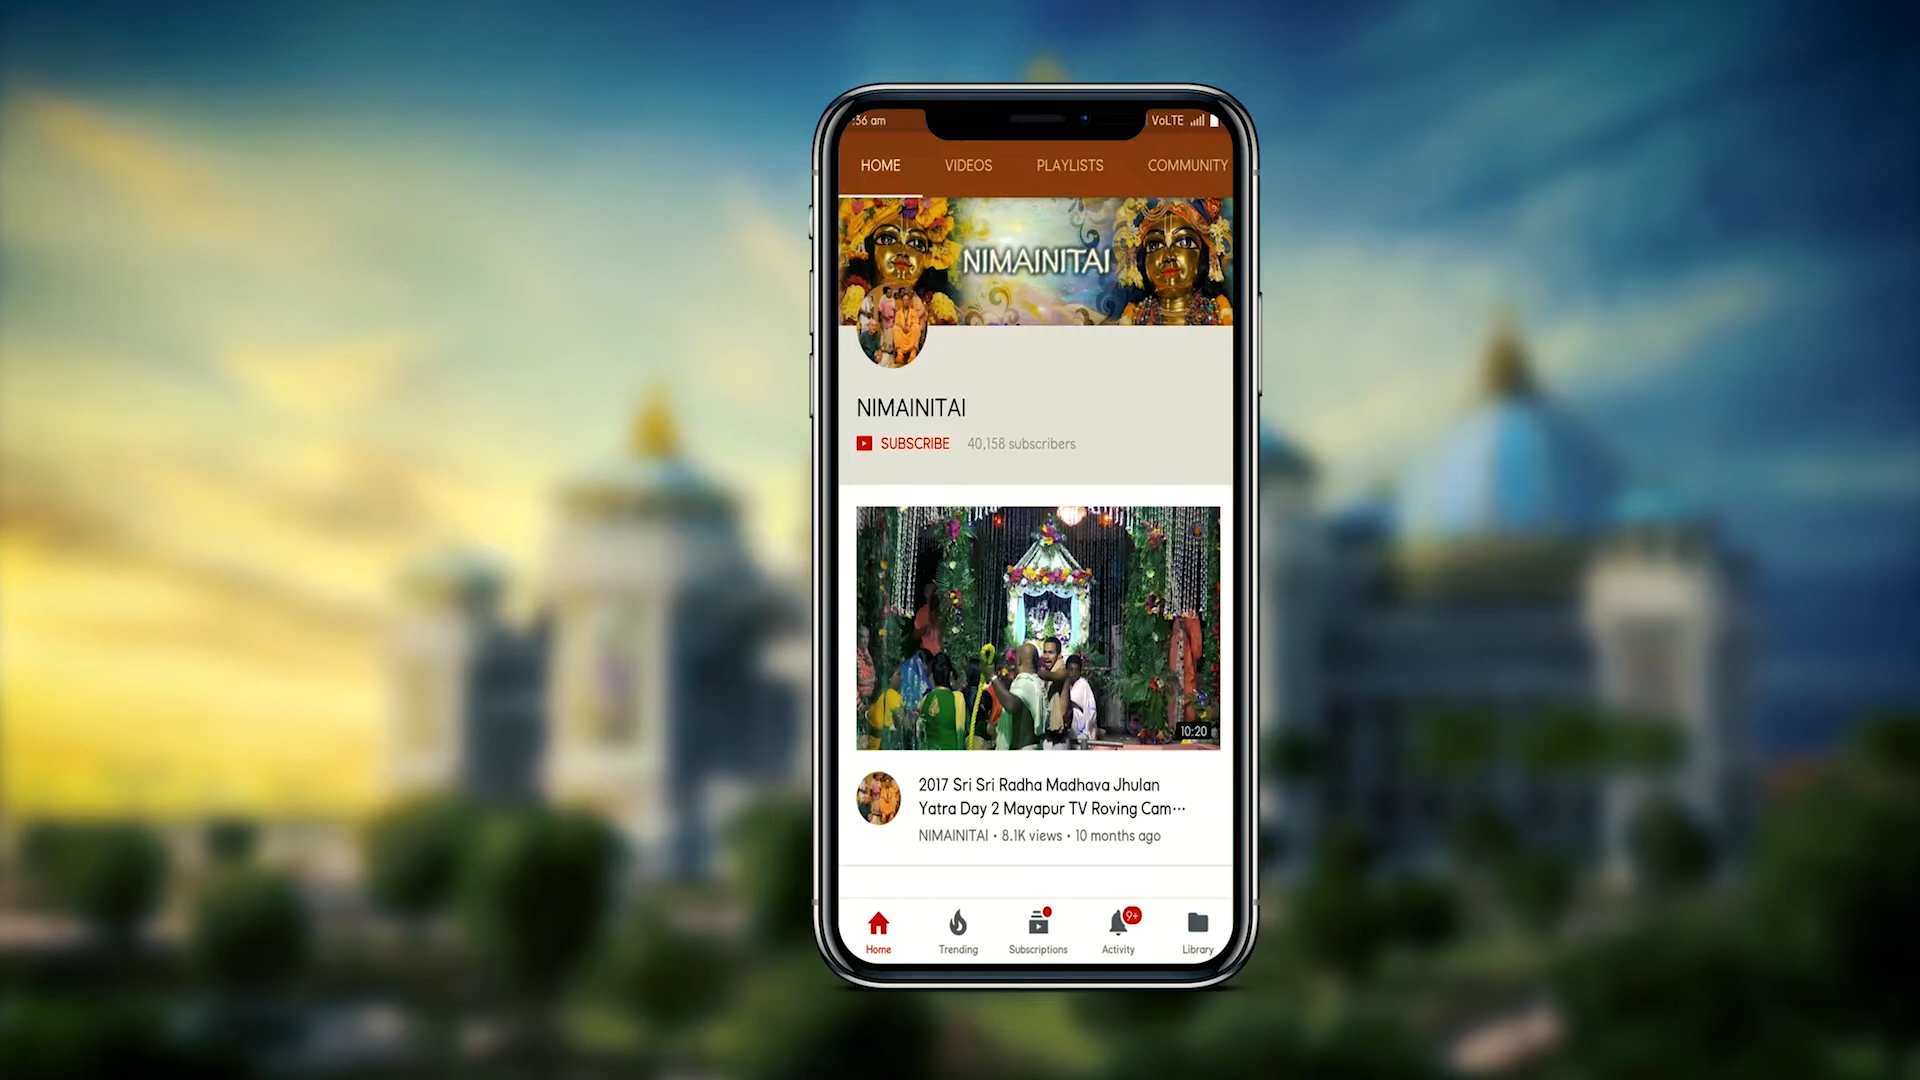 :36 am
VoLTE
HOME VIDEOS PLAYLISTS COMMUNITY
NIMAINITAI
NIMAINITAI
SUBSCRIBE 40,158 subscribers
10:20
2017 Sri Sri Radha Madhava Jhulan
Yatra Day 2 Mayapur TV Roving Cam...
NIMAINITAI • 8.1K views • 10 months ago
9+
Home Trending Subscriptions Activity Library